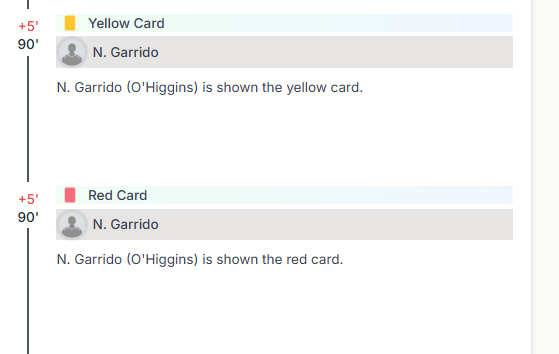 +5'
90'
Yellow Card
N. Garrido
N. Garrido (O'Higgins) is shown the yellow card.
+5'
90'
Red Card
N. Garrido
N. Garrido (O'Higgins) is shown the red card.